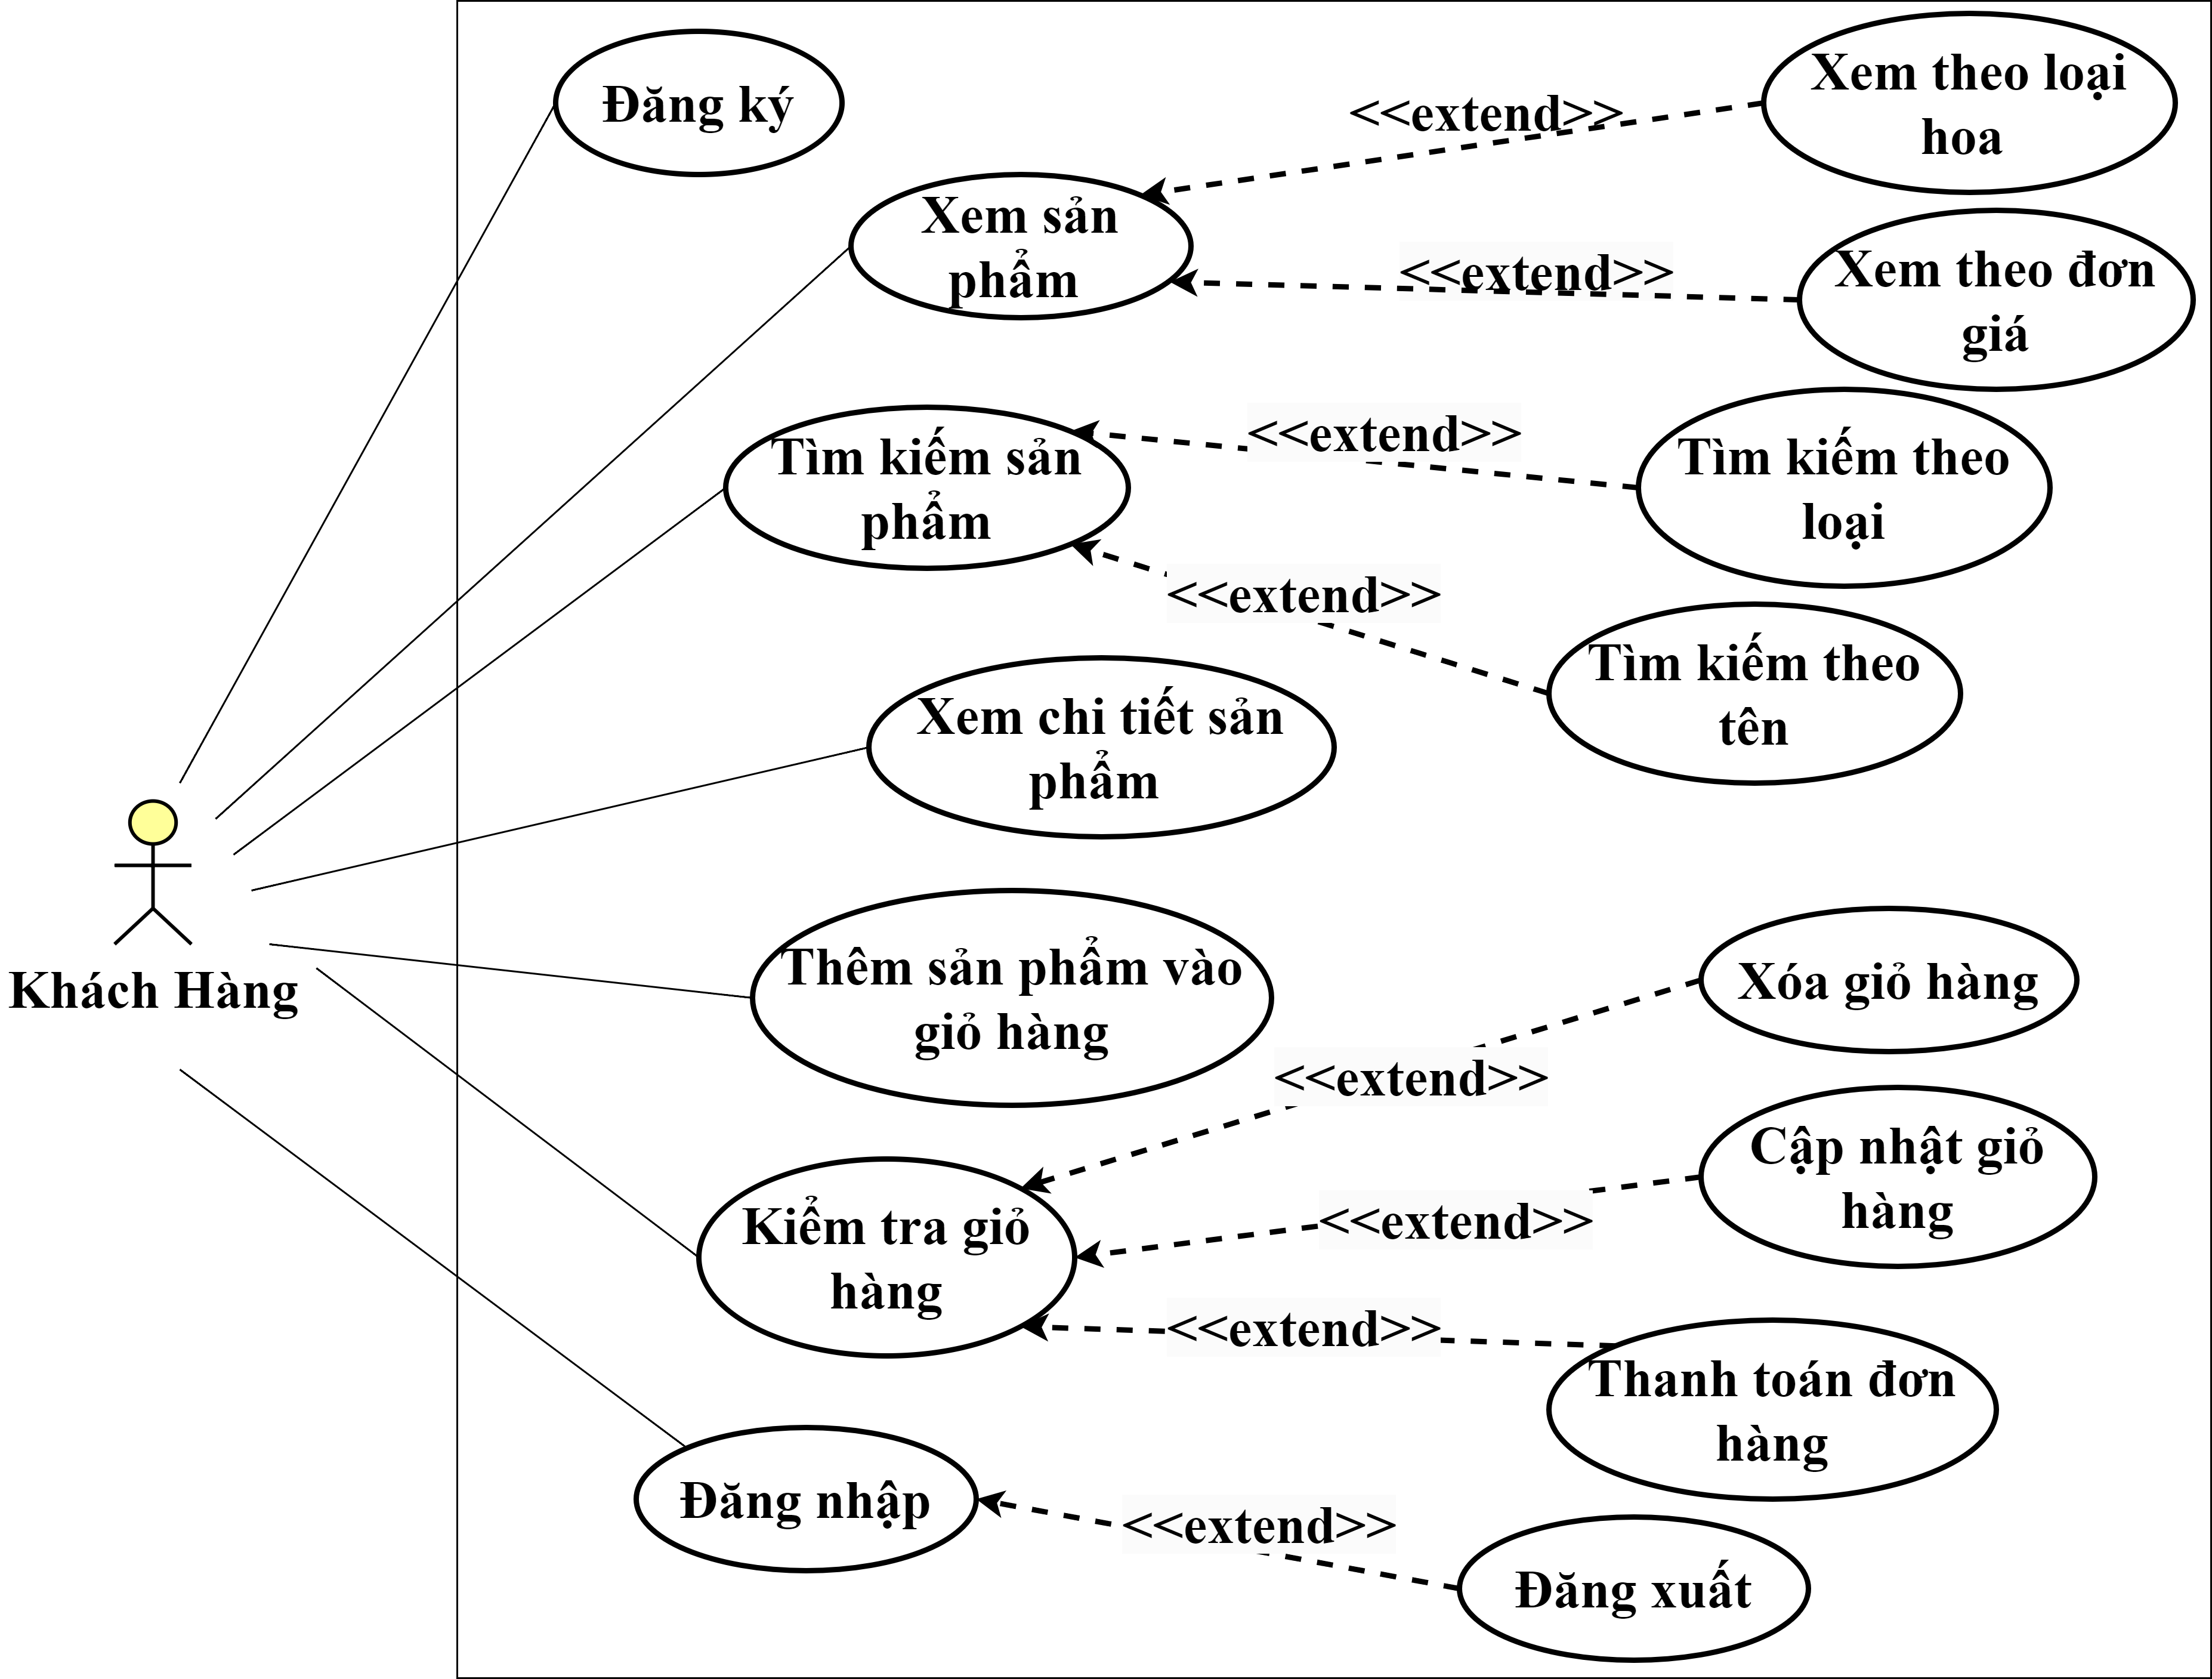 Đăng ký
Xem theo loại
hoa
<<extend>>
Xem sản
phẩm
<<extend>>
Xem theo đơn
giá
Tìm kiếm sản
phẩm
<<extend>>
Tìm kiếm theo
loại
<<extend>>
Tìm kiếm theo
tên
Xem chi tiết sản
phẩm
Khách Hàng
Thêm sản phẩm vào
giỏ hàng
Xóa giỏ hàng
<<extend>>
Cập nhật giỏ
hàng
<<extend>>
Kiểm tra giỏ
hàng
<<extend>>
Thanh toán đơn
hàng
Đăng nhập
<<extend>>
Đăng xuất